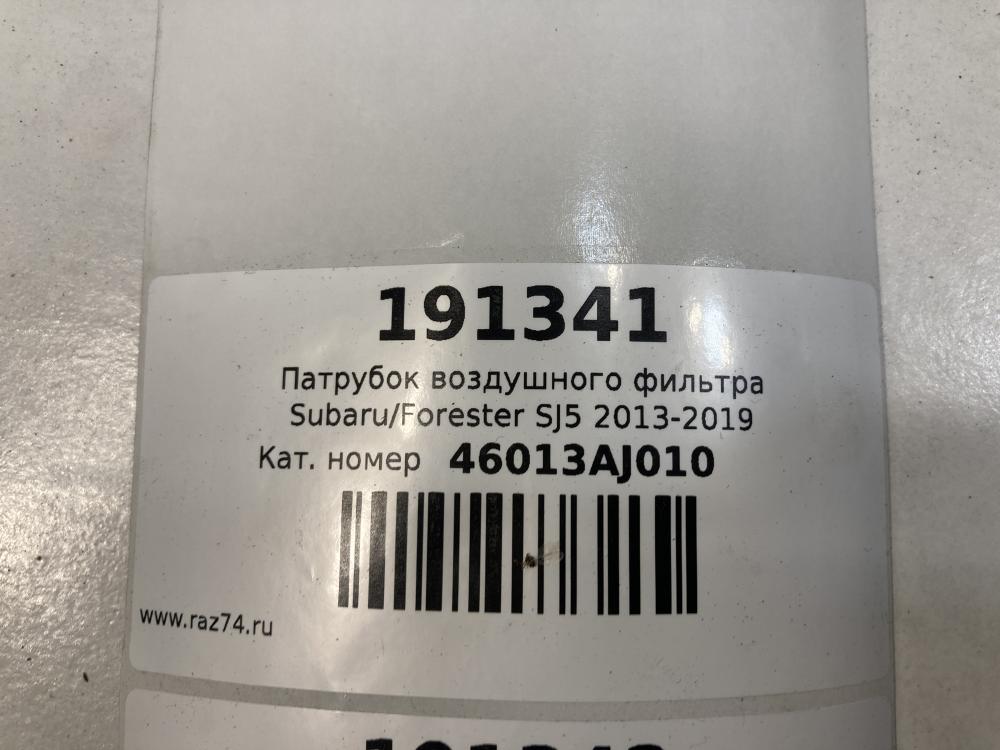 191341
Патрубок воздушного фильтра
Subaru/Forester SJ5 2013-2019
Кат. номер 46013AJ010
www.raz74.ru